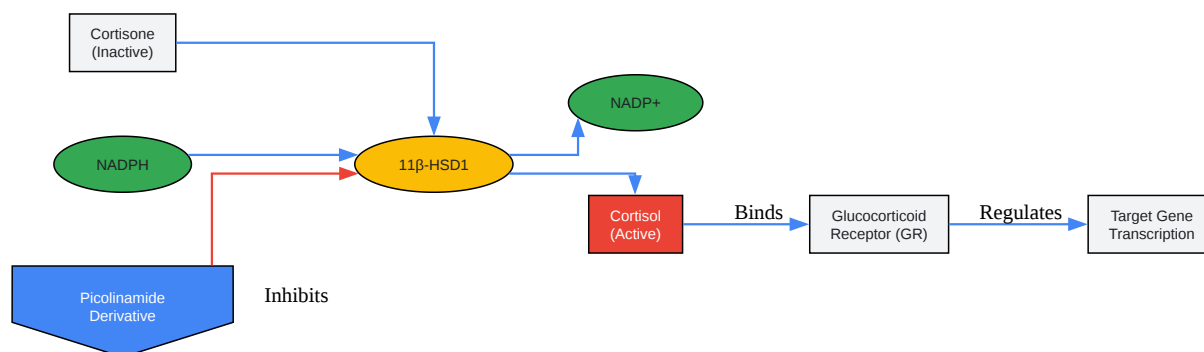 Cortisone
(Inactive)
NADP+
NADPH
11β-HSD1
Cortisol
(Active)
Binds
Glucocorticoid
Receptor (GR)
Regulates
Target Gene
Transcription
Picolinamide
Derivative
Inhibits